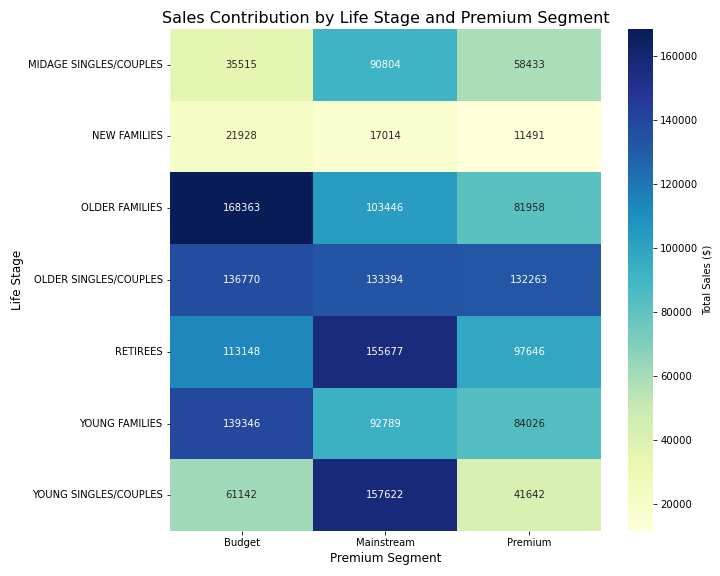 Sales Contribution by Life Stage and Premium Segment
Life Stage
MIDAGE SINGLES/COUPLES 35515 90804 58433
NEW FAMILIES 21928 17014 11491
OLDER FAMILIES 168363 103446 81958
OLDER SINGLES/COUPLES 136770 133394 132263
RETIREES 113148 155677 97646
YOUNG FAMILIES 139346 92789 84026
YOUNG SINGLES/COUPLES 61142 157622 41642
Budget Mainstream Premium
Premium Segment
160000
140000
120000
100000
80000
60000
40000
20000
Total Sales ($)